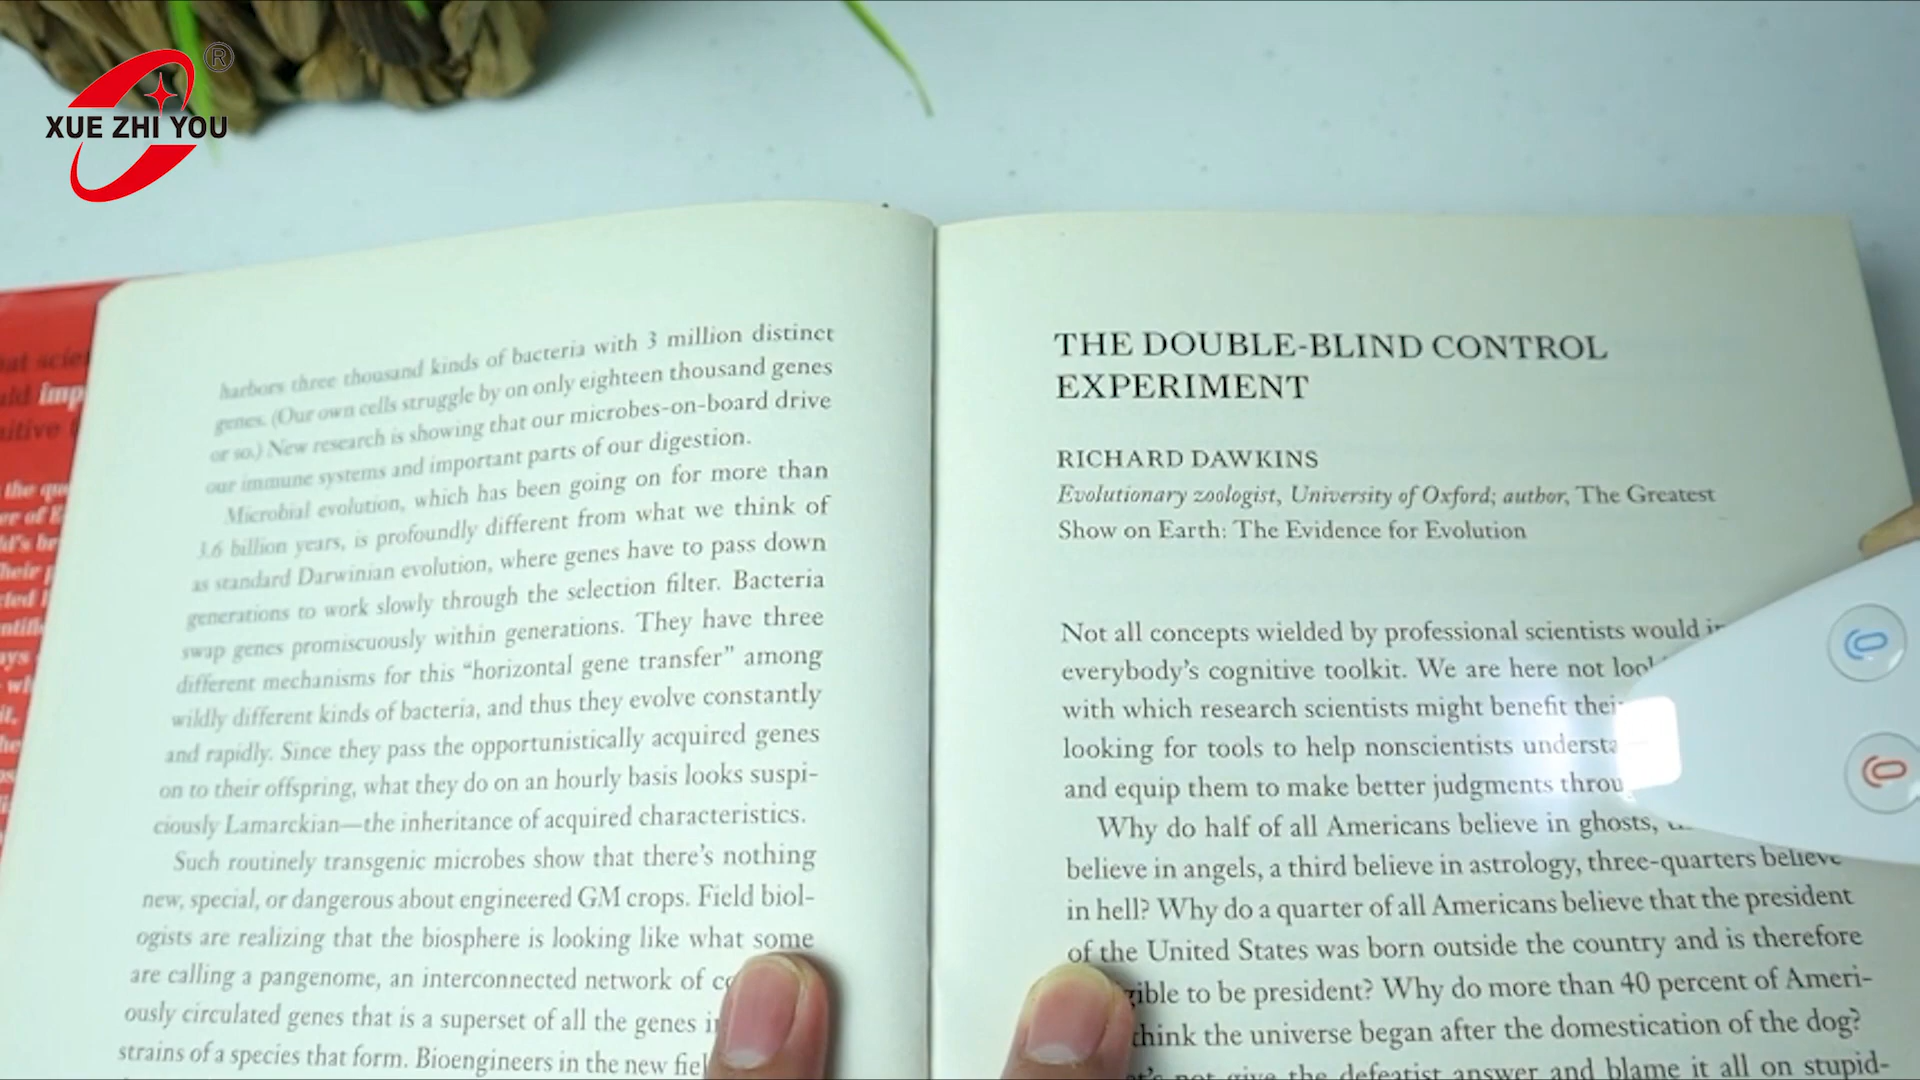 XUE ZHI YOU
®
imp
the
harbors three thousand kinds of bacteria with 3 million distinct
genes. (Our own cells struggle by on only eighteen thousand genes
or so.) New research is showing that our microbes-on-board drive
our immune systems and important parts of our digestion.
Microbial evolution, which has been going on for more than
3.6 billion years, is profoundly different from what we think of
as standard Darwinian evolution, where genes have to pass down
generations to work slowly through the selection filter. Bacteria
swap genes promiscuously within generations. They have three
different mechanisms for this “horizontal gene transfer” among
wildly different kinds of bacteria, and thus they evolve constantly
and rapidly. Since they pass the opportunistically acquired genes
on to their offspring, what they do on an hourly basis looks suspi-
ciously Lamarckian—the inheritance of acquired characteristics.
Such routinely transgenic microbes show that there’s nothing
new, special, or dangerous about engineered GM crops. Field biol-
ogists are realizing that the biosphere is looking like what some
are calling a pangenome, an interconnected network of
ously circulated genes that is a superset of all the genes
strains of a species that form. Bioengineers in the new
THE DOUBLE-BLIND CONTROL
EXPERIMENT
RICHARD DAWKINS
Evolutionary zoologist, University of Oxford; author, The Greatest
Show on Earth: The Evidence for Evolution
Not all concepts wielded by professional scientists would
everybody’s cognitive toolkit. We are here not
with which research scientists might benefit
looking for tools to help nonscientists
and equip them to make better judgments
Why do half of all Americans believe in ghosts,
believe in angels, a third believe in astrology, three-quarters believe
in hell? Why do a quarter of all Americans believe that the president
of the United States was born outside the country and is therefore
to be president? Why do more than 40 percent of Ameri-
think the universe began after the domestication of the dog?
not give the defeatist answer and blame it all on stupid-